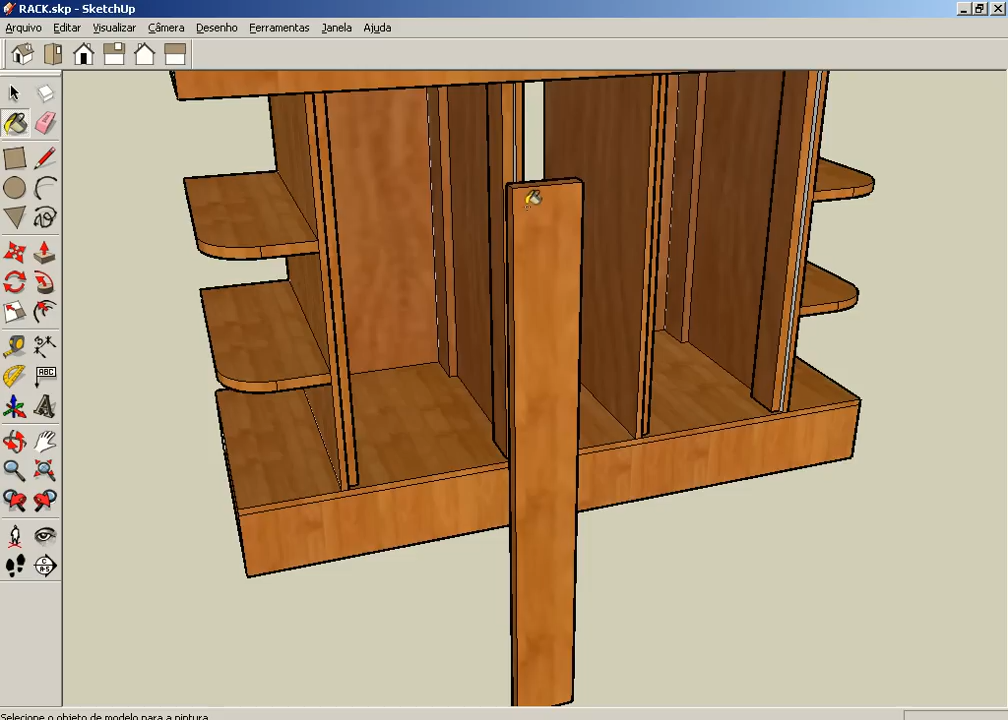 RACK.skp - SketchUp
Arquivo Editar Visualizar Câmera Desenho Ferramentas Janela Ajuda
ABC
A
Selecione o objeto de modelo para a pintura